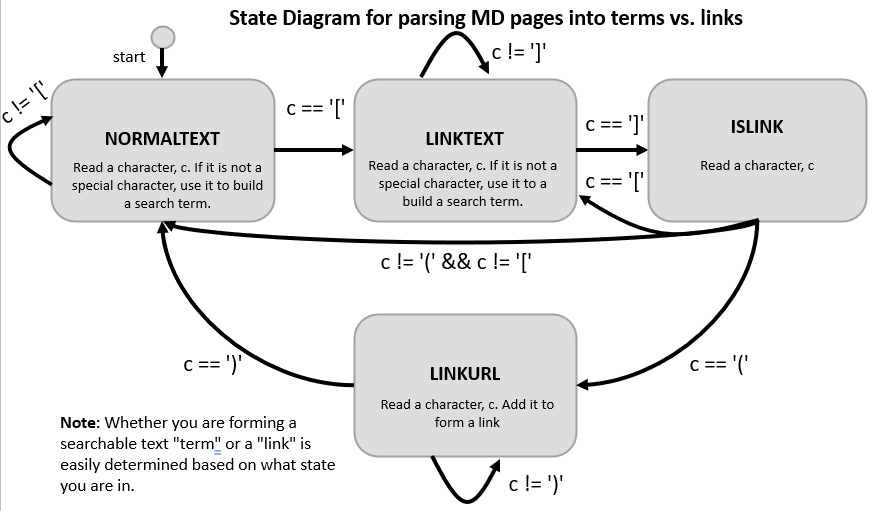 State Diagram for parsing MD pages into terms vs. links
start
c != ']'
c != '['
c == '['
NORMALTEXT
Read a character, c. If it is not a
special character, use it to build
a search term.
LINKTEXT
Read a character, c. If it is not a
special character, use it to a
build a search term.
c == ']'
c == '['
ISLINK
Read a character, c
c != '(' && c != '['
c == ')'
c == '('
LINKURL
Read a character, c. Add it to
form a link
c != ')'
Note: Whether you are forming a
searchable text "term" or a "link" is
easily determined based on what state
you are in.